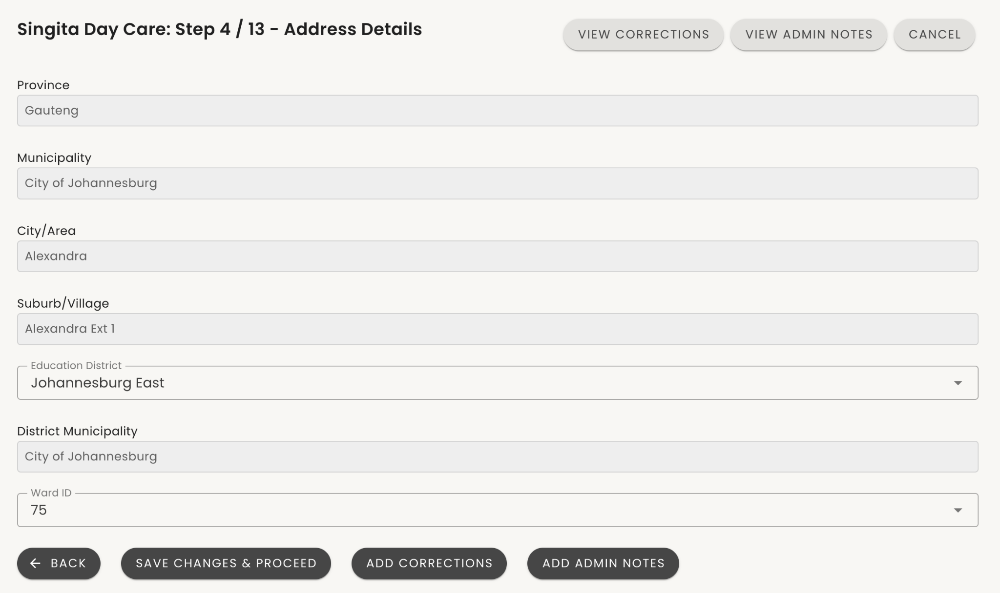 Singita Day Care: Step 4 / 13 - Address Details
VIEW CORRECTIONS
VIEW ADMIN NOTES
CANCEL
Province
Gauteng
Municipality
City of Johannesburg
City/Area
Alexandra
Suburb/Village
Alexandra Ext 1
Education District
Johannesburg East
District Municipality
City of Johannesburg
Ward ID
75
BACK
SAVE CHANGES & PROCEED
ADD CORRECTIONS
ADD ADMIN NOTES